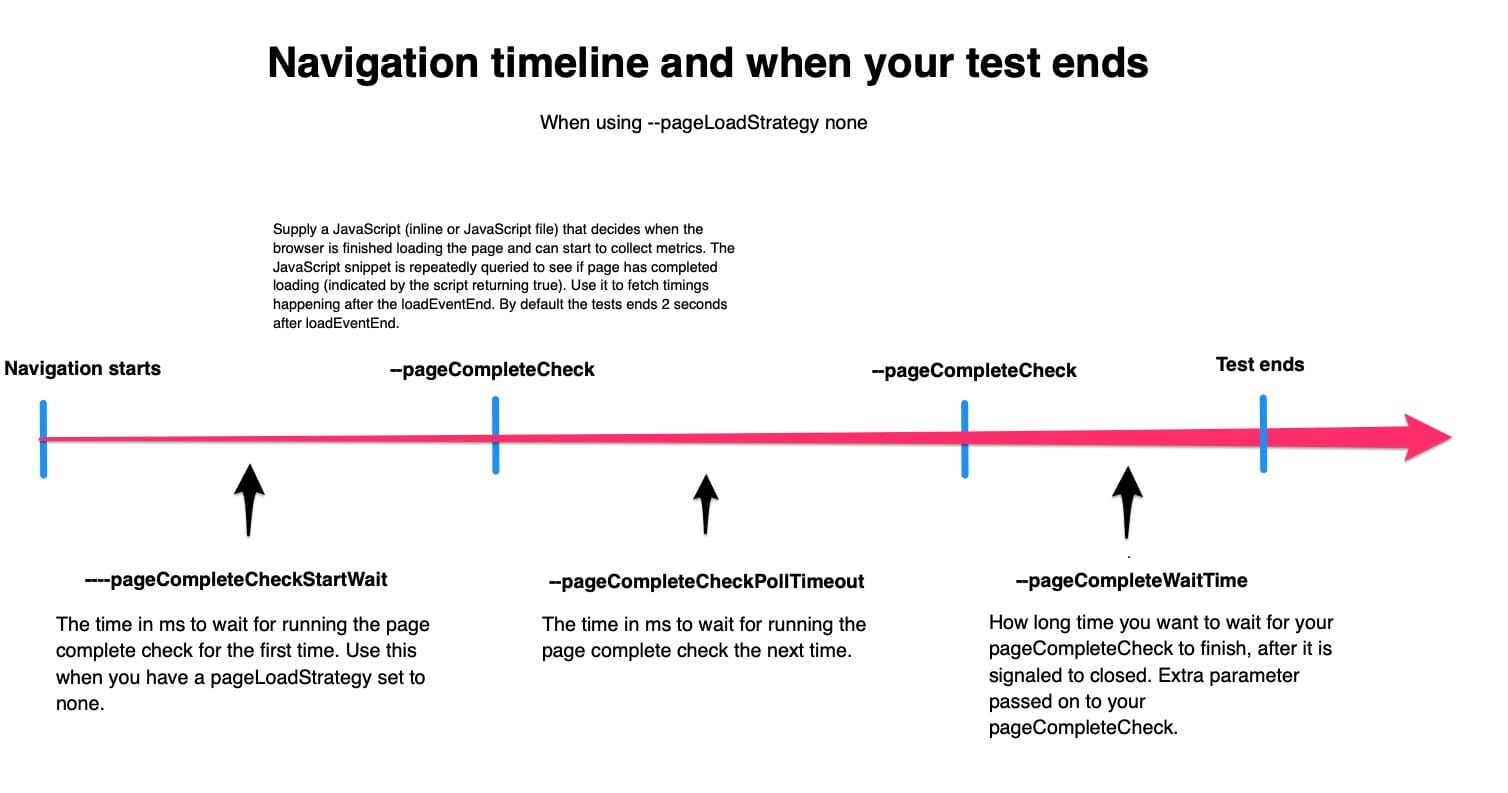 Navigation timeline and when your test ends
When using --pageLoadStrategy none
Supply a JavaScript (inline or JavaScript file) that decides when the
browser is finished loading the page and can start to collect metrics. The
JavaScript snippet is repeatedly queried to see if page has completed
loading (indicated by the script returning true). Use it to fetch timings
happening after the loadEventEnd. By default the tests ends 2 seconds
after loadEventEnd.
Navigation starts
--pageCompleteCheck
--pageCompleteCheck
Test ends
----pageCompleteCheckStartWait
The time in ms to wait for running the page
complete check for the first time. Use this
when you have a pageLoadStrategy set to
none.
--pageCompleteCheckPollTimeout
The time in ms to wait for running the
page complete check the next time.
.
--pageCompleteWaitTime
How long time you want to wait for your
pageCompleteCheck to finish, after it is
signaled to closed. Extra parameter
passed on to your
pageCompleteCheck.